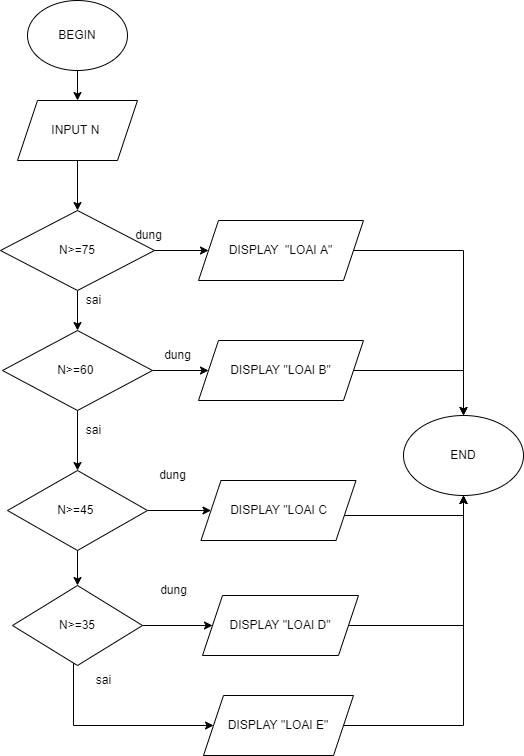 BEGIN
INPUT N
dung
N>=75
DISPLAY "LOAI A"
sai
dung
N>=60
DISPLAY "LOAI B"
sai
END
dung
N>=45
DISPLAY "LOAI C
dung
N>=35
DISPLAY "LOAI D"
sai
DISPLAY "LOAI E"